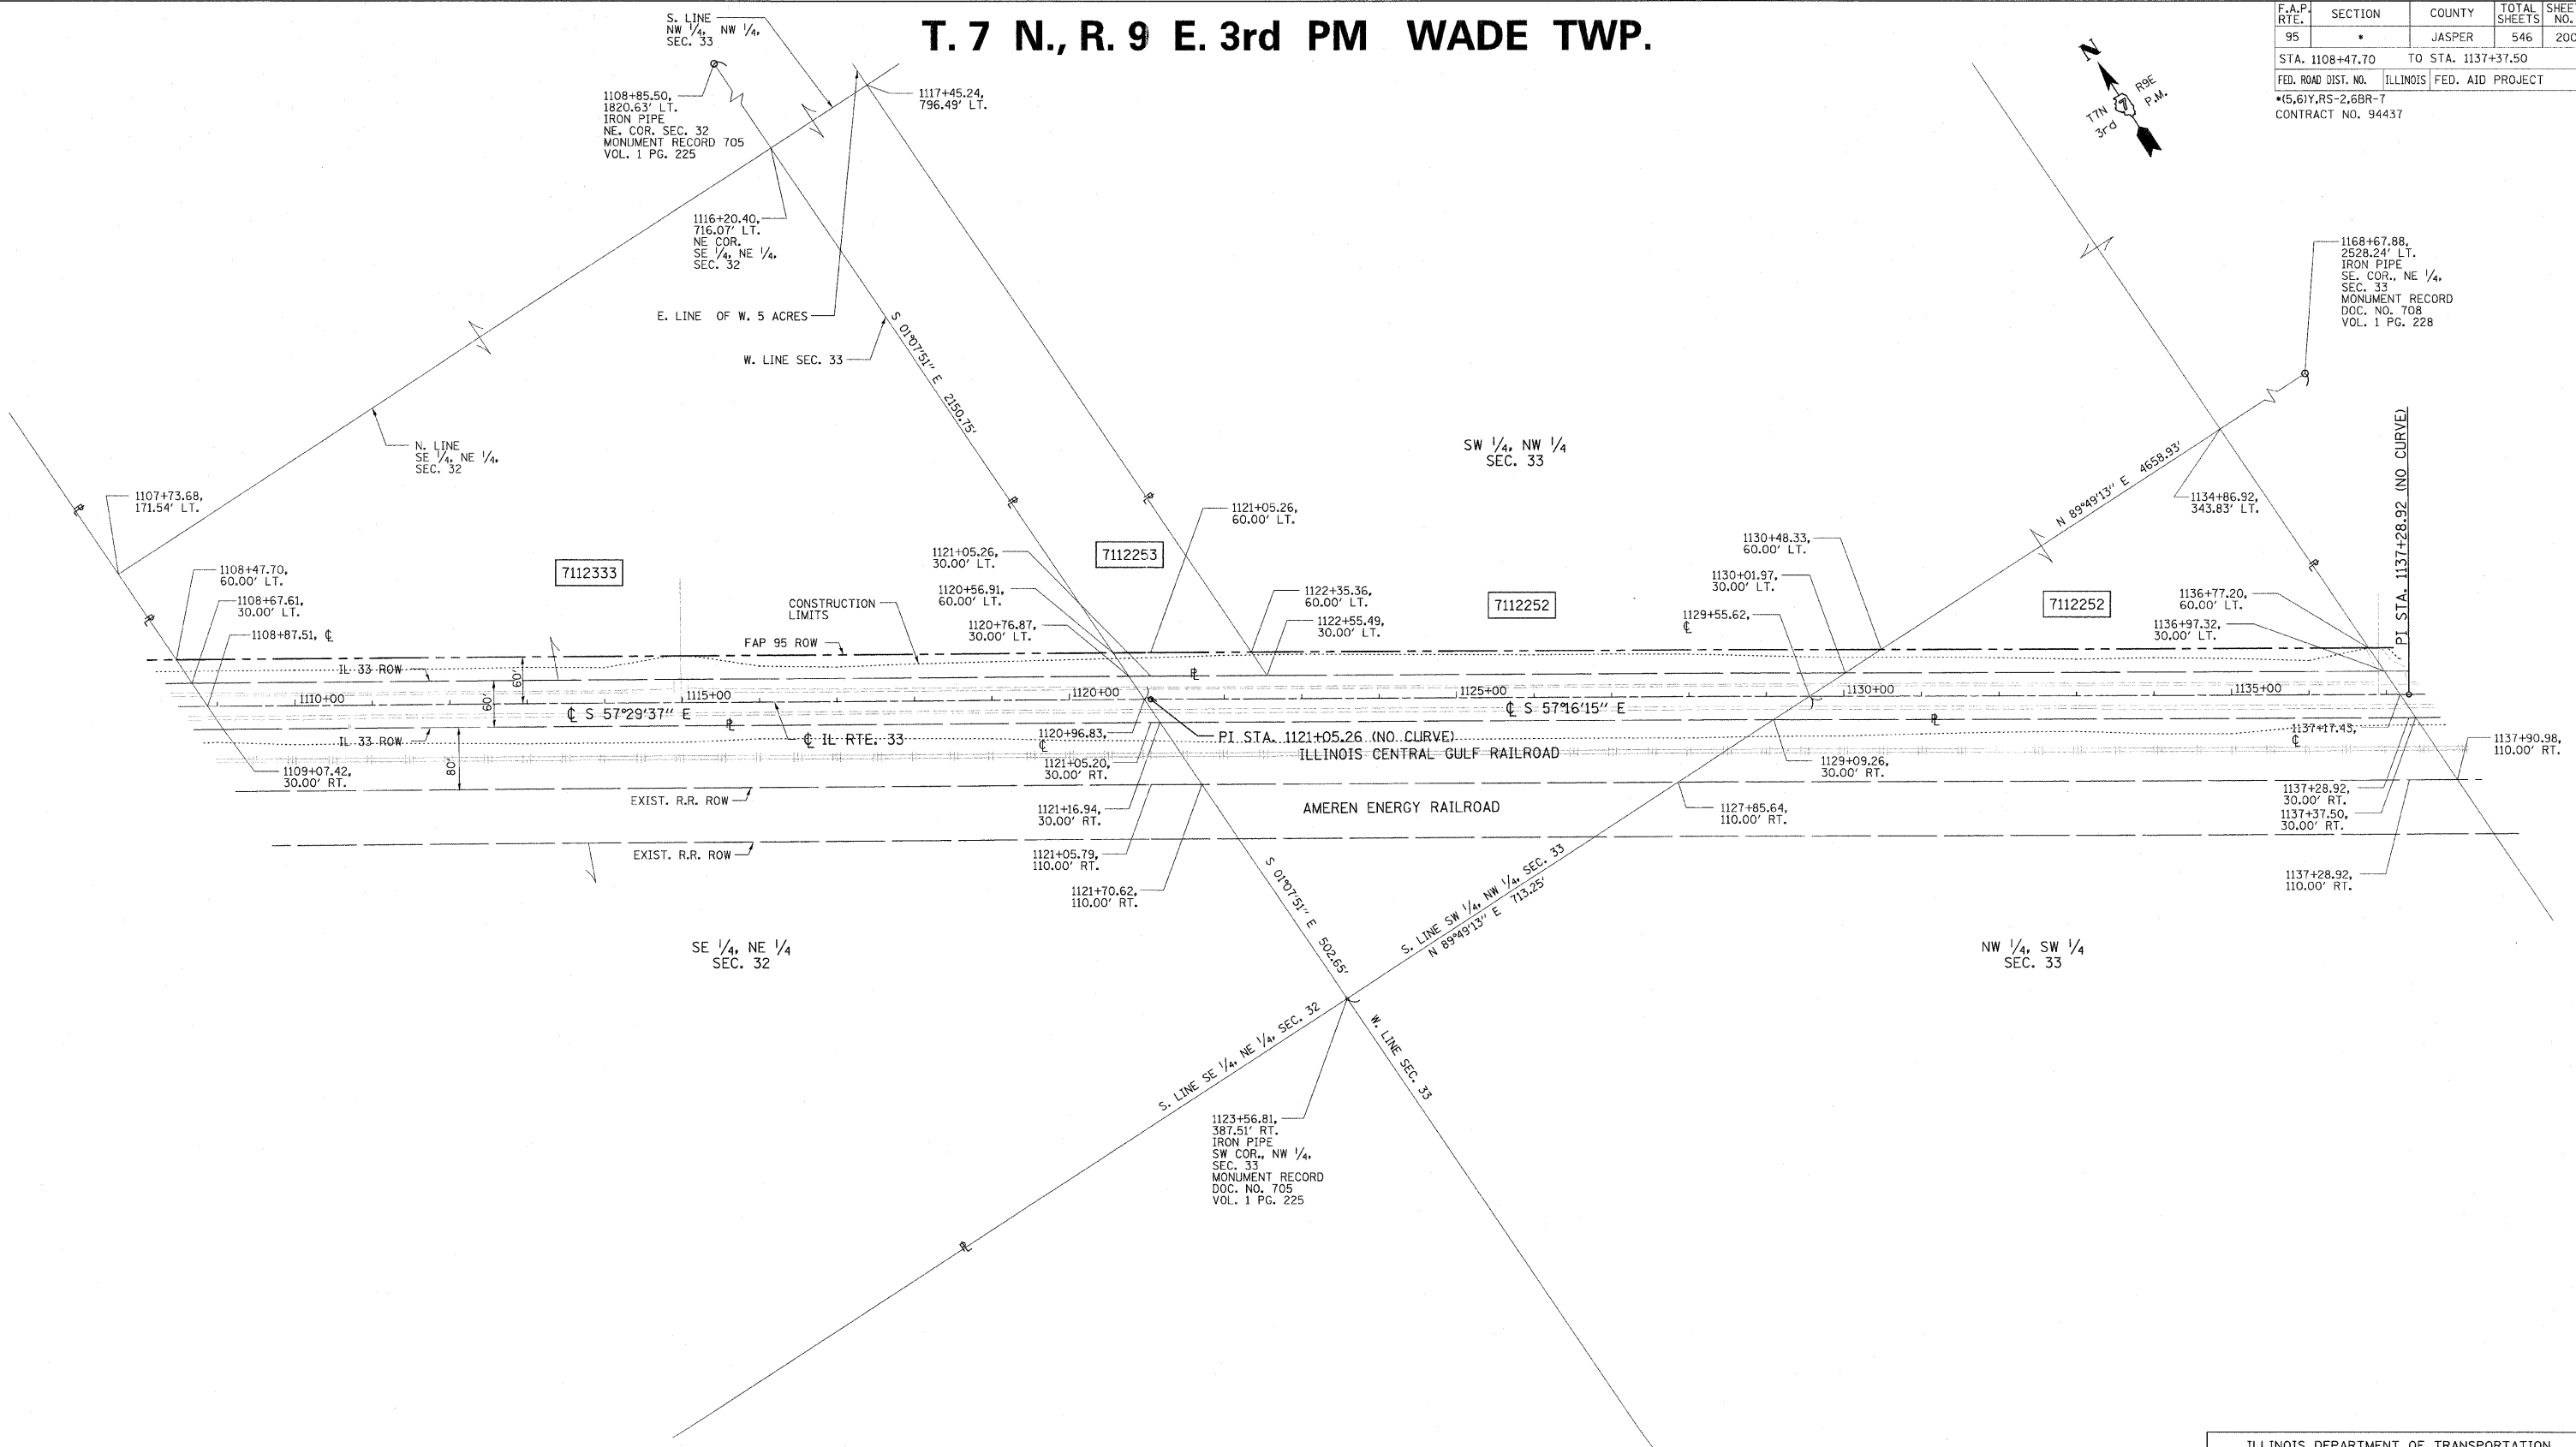 T. 7 N., R. 9 E. 3rd PM WADE TWP.
F.A.P. RTE. SECTION COUNTY TOTAL SHEETS
95 * JASPER 546
STA. 1108+47.70 TO STA. 1137+37.50
FED. ROAD DIST. NO. ILLINOIS FED. AID PROJECT
*(5,6)Y,RS-2,6BR-7
CONTRACT NO. 94437
N
T7N R9E
3rd P.M.
7
S. LINE
NW 1/4, NW 1/4,
SEC. 33
1108+85.50,
1820.63' LT.
IRON PIPE
NE. COR. SEC. 32
MONUMENT RECORD 705
VOL. 1 PG. 225
1117+45.24,
796.49' LT.
1116+20.40,
716.07' LT.
NE COR.
SE 1/4, NE 1/4,
SEC. 32
E. LINE OF W. 5 ACRES
W. LINE SEC. 33
S 01°07'51" E 2150.75'
1168+67.88,
2528.24' LT.
IRON PIPE
SE. COR., NE 1/4,
SEC. 33
MONUMENT RECORD
DOC. NO. 708
VOL. 1 PG. 228
N. LINE
SE 1/4, NE 1/4,
SEC. 32
SW 1/4, NW 1/4
SEC. 33
N 89°49'13" E 4658.93'
1134+86.92,
343.83' LT.
PI STA. 1137+28.92 (NO CURVE)
1107+73.68,
171.54' LT.
1108+47.70,
60.00' LT.
1108+67.61,
30.00' LT.
1108+87.51, ℄
7112333
7112253
7112252
7112252
CONSTRUCTION
LIMITS
FAP 95 ROW
1121+05.26,
30.00' LT.
1120+56.91,
60.00' LT.
1120+76.87,
30.00' LT.
1121+05.26,
60.00' LT.
1122+35.36,
60.00' LT.
1122+55.49,
30.00' LT.
1130+48.33,
60.00' LT.
1130+01.97,
30.00' LT.
1129+55.62,
℄
1136+77.20,
60.00' LT.
1136+97.32,
30.00' LT.
IL 33 ROW
60'
60'
80'
1110+00 1115+00 1120+00 1125+00 1130+00 1135+00
℄ S 57°29'37" E
℄ S 57°16'15" E
IL 33 ROW
℄ IL RTE. 33
1120+96.83,
℄
PI STA. 1121+05.26 (NO CURVE)
ILLINOIS CENTRAL GULF RAILROAD
1109+07.42,
30.00' RT.
1121+05.20,
30.00' RT.
1129+09.26,
30.00' RT.
1137+17.43,
℄
1137+90.98,
110.00' RT.
EXIST. R.R. ROW
1121+16.94,
30.00' RT.
AMEREN ENERGY RAILROAD
1127+85.64,
110.00' RT.
1137+28.92,
30.00' RT.
1137+37.50,
30.00' RT.
EXIST. R.R. ROW
1121+05.79,
110.00' RT.
1121+70.62,
110.00' RT.
1137+28.92,
110.00' RT.
S 01°07'51" E 502.65'
S. LINE SW 1/4, NW 1/4, SEC. 33
N 89°49'13" E 713.25'
SE 1/4, NE 1/4
SEC. 32
NW 1/4, SW 1/4
SEC. 33
S. LINE SE 1/4, NE 1/4, SEC. 32
W. LINE SEC. 33
1123+56.81,
387.51' RT.
IRON PIPE
SW COR., NW 1/4,
SEC. 33
MONUMENT RECORD
DOC. NO. 705
VOL. 1 PG. 225
ILLINOIS DEPARTMENT OF TRANSPORTATION